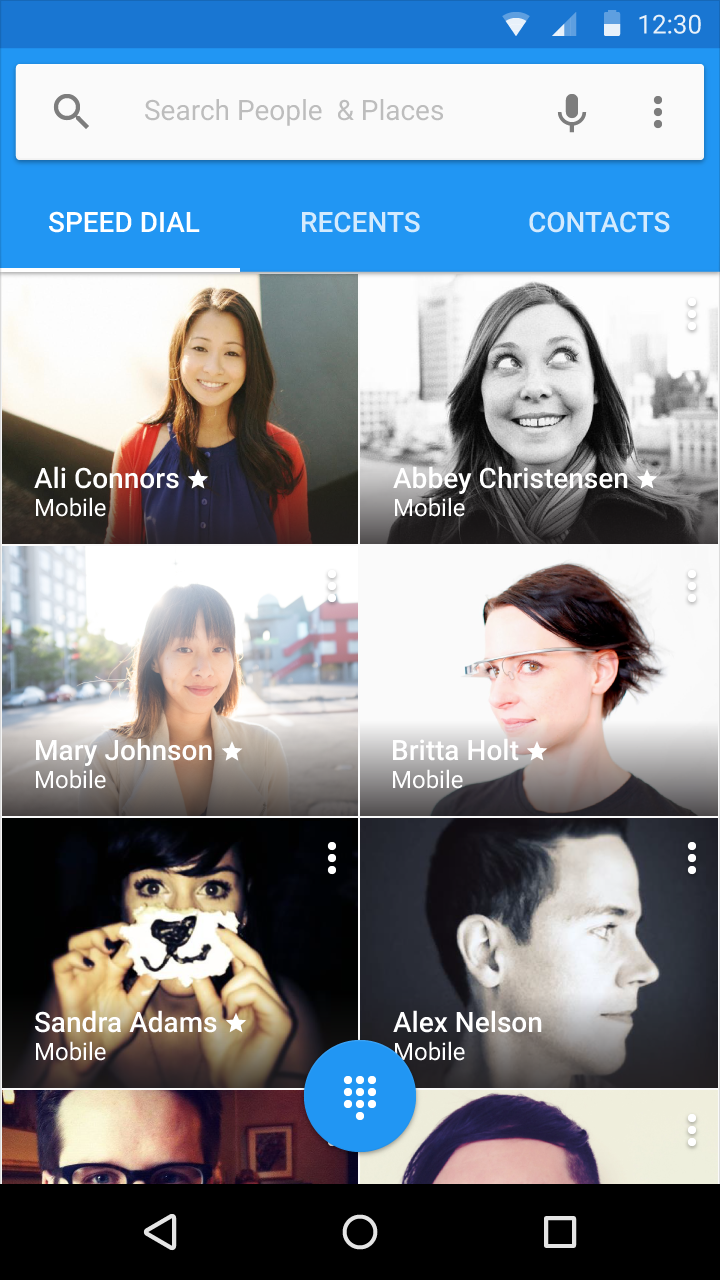 12:30
Search People & Places
SPEED DIAL
RECENTS
CONTACTS
Ali Connors
Mobile
Abbey Christensen
Mobile
Mary Johnson
Mobile
Britta Holt
Mobile
Sandra Adams
Mobile
Alex Nelson
Mobile